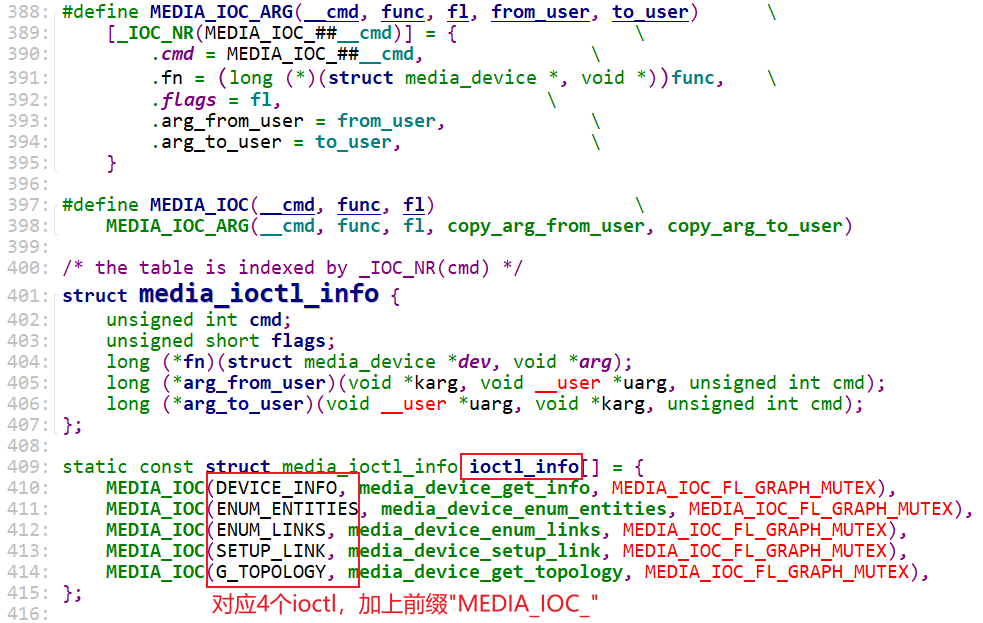 388: #define MEDIA_IOC_ARG(__cmd, func, fl, from_user, to_user) \
389: [_IOC_NR(MEDIA_IOC_##__cmd)] = { \
390: .cmd = MEDIA_IOC_##__cmd, \
391: .fn = (long (*)(struct media_device *, void *))func, \
392: .flags = fl, \
393: .arg_from_user = from_user, \
394: .arg_to_user = to_user, \
395: }
396:
397: #define MEDIA_IOC(__cmd, func, fl) \
398: MEDIA_IOC_ARG(__cmd, func, fl, copy_arg_from_user, copy_arg_to_user)
399:
400: /* the table is indexed by _IOC_NR(cmd) */
401: struct media_ioctl_info {
402: unsigned int cmd;
403: unsigned short flags;
404: long (*fn)(struct media_device *dev, void *arg);
405: long (*arg_from_user)(void *karg, void __user *uarg, unsigned int cmd);
406: long (*arg_to_user)(void __user *uarg, void *karg, unsigned int cmd);
407: };
408:
409: static const struct media_ioctl_info ioctl_info[] = {
410: MEDIA_IOC(DEVICE_INFO, media_device_get_info, MEDIA_IOC_FL_GRAPH_MUTEX),
411: MEDIA_IOC(ENUM_ENTITIES, media_device_enum_entities, MEDIA_IOC_FL_GRAPH_MUTEX),
412: MEDIA_IOC(ENUM_LINKS, media_device_enum_links, MEDIA_IOC_FL_GRAPH_MUTEX),
413: MEDIA_IOC(SETUP_LINK, media_device_setup_link, MEDIA_IOC_FL_GRAPH_MUTEX),
414: MEDIA_IOC(G_TOPOLOGY, media_device_get_topology, MEDIA_IOC_FL_GRAPH_MUTEX),
415: };
对应4个ioctl，加上前缀"MEDIA_IOC_"
416: